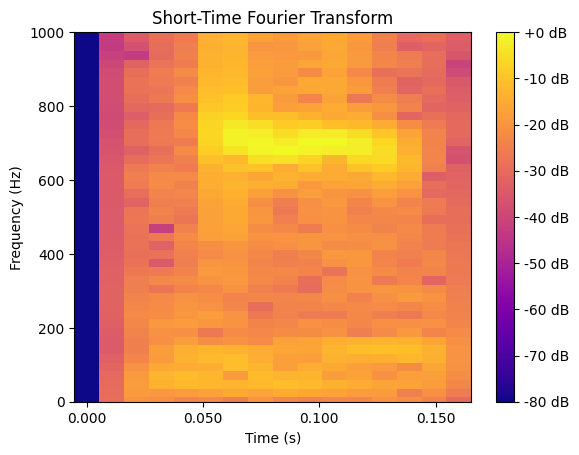 Short-Time Fourier Transform
1000
800
600
400
200
0
Frequency (Hz)
0.000
0.050
0.100
0.150
Time (s)
+0 dB
-10 dB
-20 dB
-30 dB
-40 dB
-50 dB
-60 dB
-70 dB
-80 dB